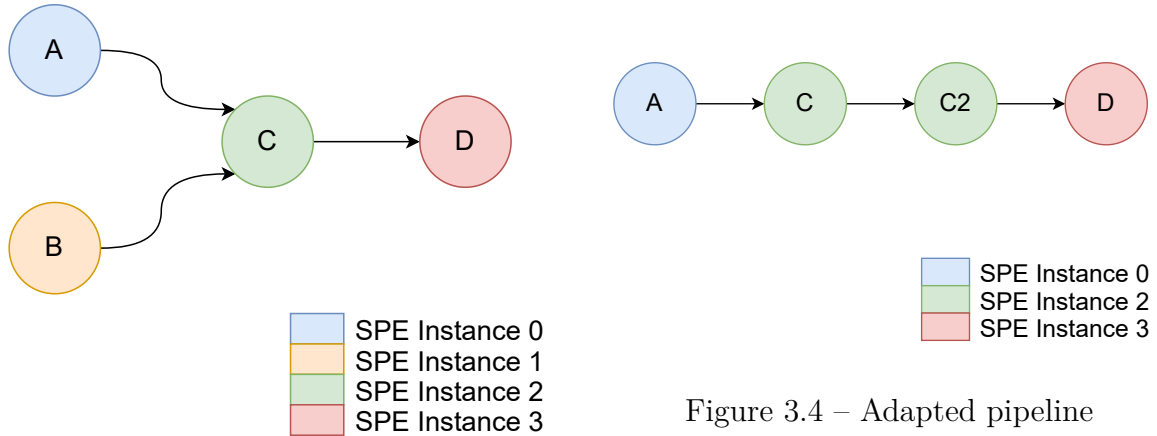 A
B
C
D
SPE Instance 0
SPE Instance 1
SPE Instance 2
SPE Instance 3
A
C
C2
D
SPE Instance 0
SPE Instance 2
SPE Instance 3
Figure 3.4 – Adapted pipeline